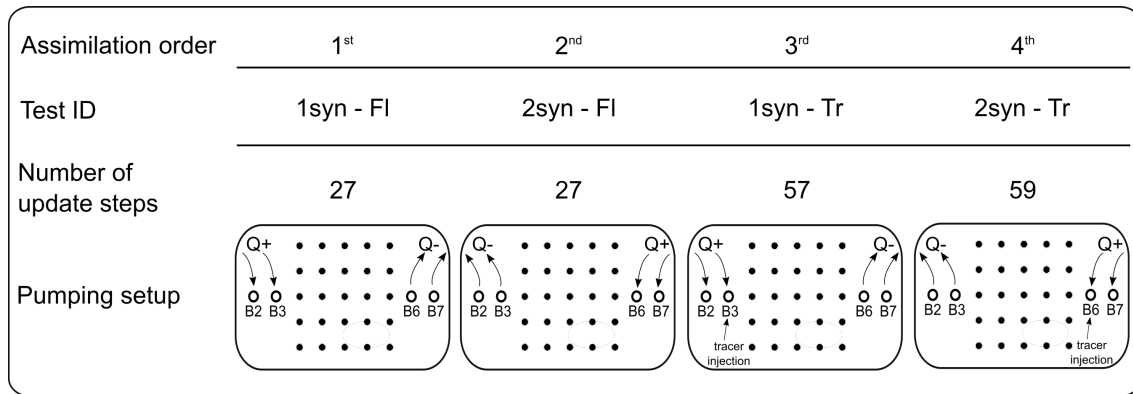 Assimilation order 1st 2nd 3rd 4th
Test ID 1syn - Fl 2syn - Fl 1syn - Tr 2syn - Tr
Number of
update steps 27 27 57 59
Pumping setup
Q+ Q-
B2 B3 B6 B7
Q- Q+
B2 B3 B6 B7
Q+ Q-
B2 B3 B6 B7
tracer
injection
Q- Q+
B2 B3 B6 B7
tracer
injection